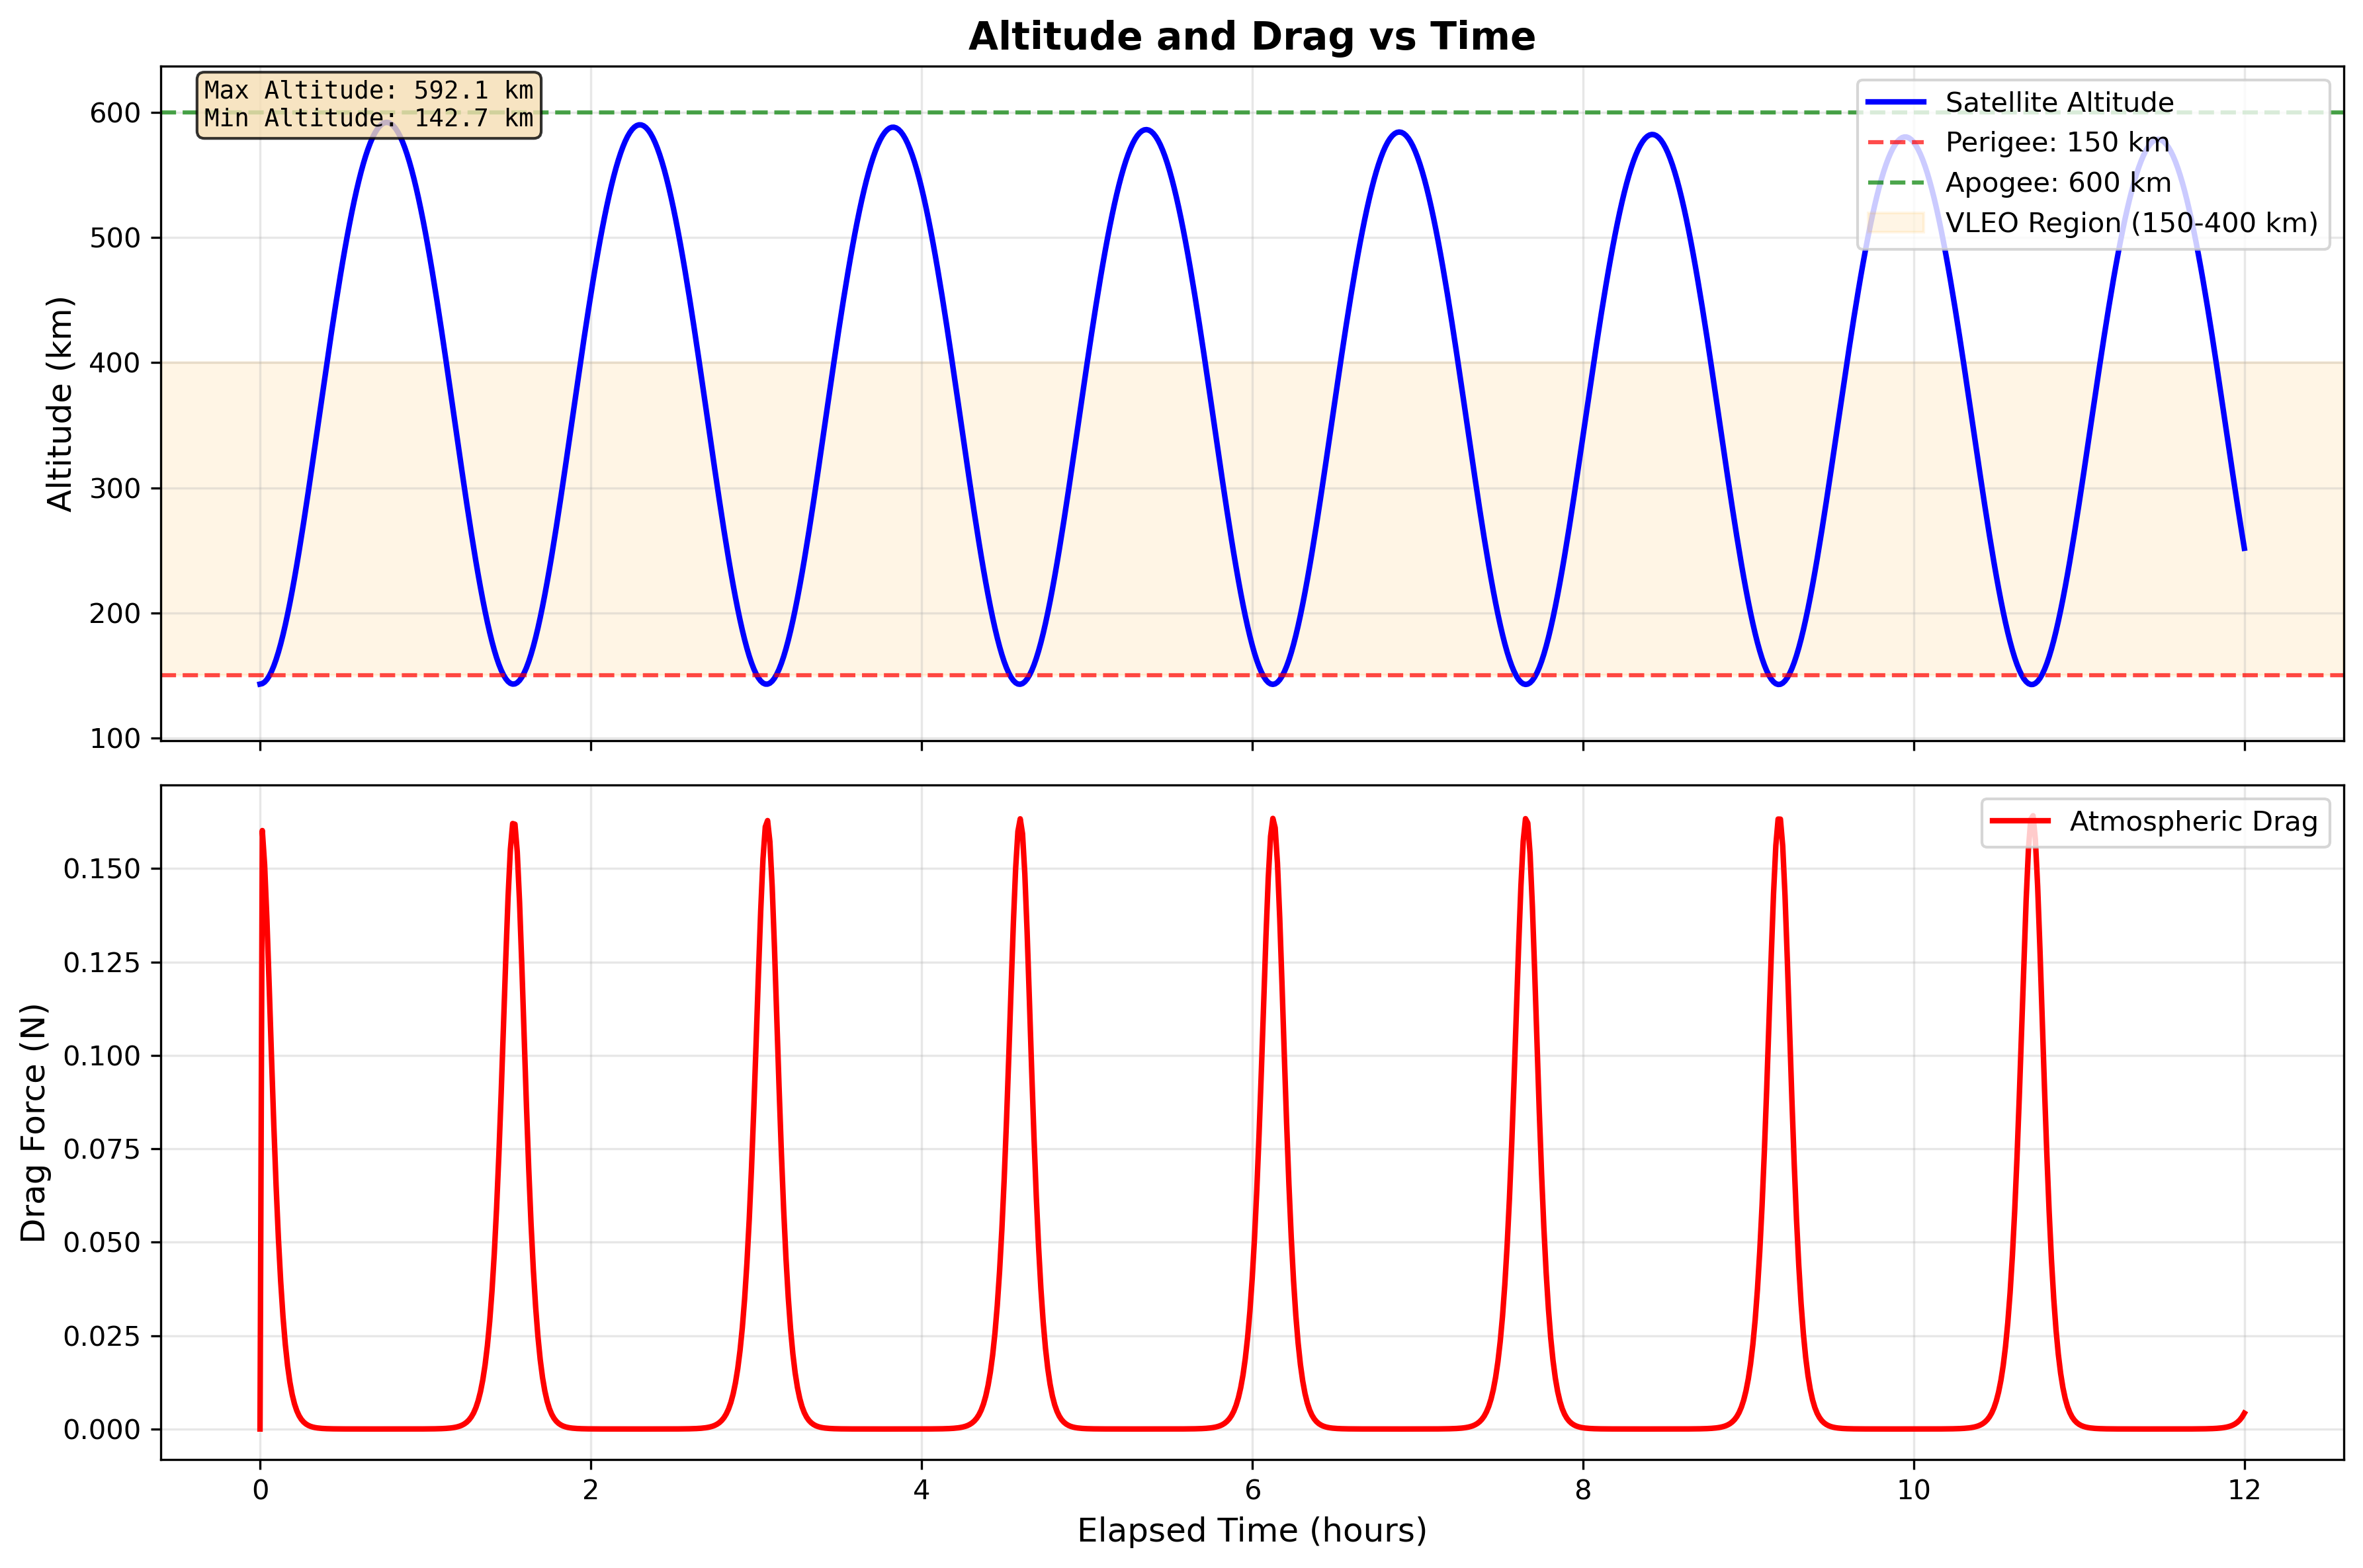 Altitude and Drag vs Time
Max Altitude: 592.1 km
Min Altitude: 142.7 km
Satellite Altitude
Perigee: 150 km
Apogee: 600 km
VLEO Region (150-400 km)
Altitude (km)
600
500
400
300
200
100
Atmospheric Drag
Drag Force (N)
0.150
0.125
0.100
0.075
0.050
0.025
0.000
0 2 4 6 8 10 12
Elapsed Time (hours)